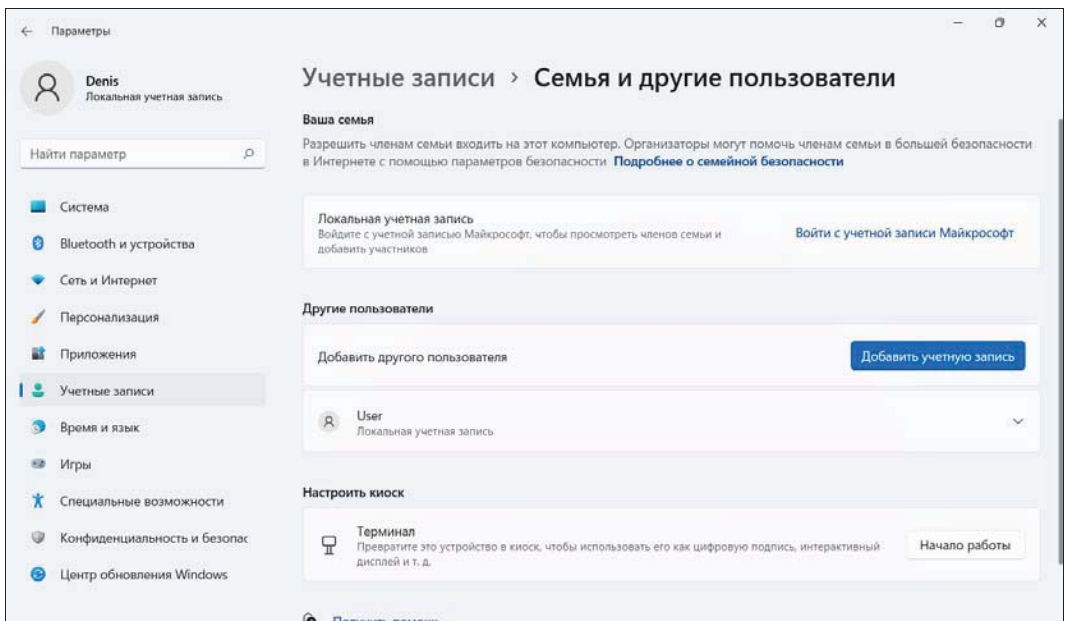 Параметры
Denis
Локальная учетная запись
Найти параметр
Система
Bluetooth и устройства
Сеть и Интернет
Персонализация
Приложения
Учетные записи
Время и язык
Игры
Специальные возможности
Конфиденциальность и безопас
Центр обновления Windows
Учетные записи › Семья и другие пользователи
Ваша семья
Разрешить членам семьи входить на этот компьютер. Организаторы могут помочь членам семьи в большей безопасности
в Интернете с помощью параметров безопасности Подробнее о семейной безопасности
Локальная учетная запись
Войдите с учетной записью Майкрософт, чтобы просмотреть членов семьи и
добавить участников
Войти с учетной записи Майкрософт
Другие пользователи
Добавить другого пользователя
Добавить учетную запись
User
Локальная учетная запись
Настроить киоск
Терминал
Превратите это устройство в киоск, чтобы использовать его как цифровую подпись, интерактивный
дисплей и т. д.
Начало работы